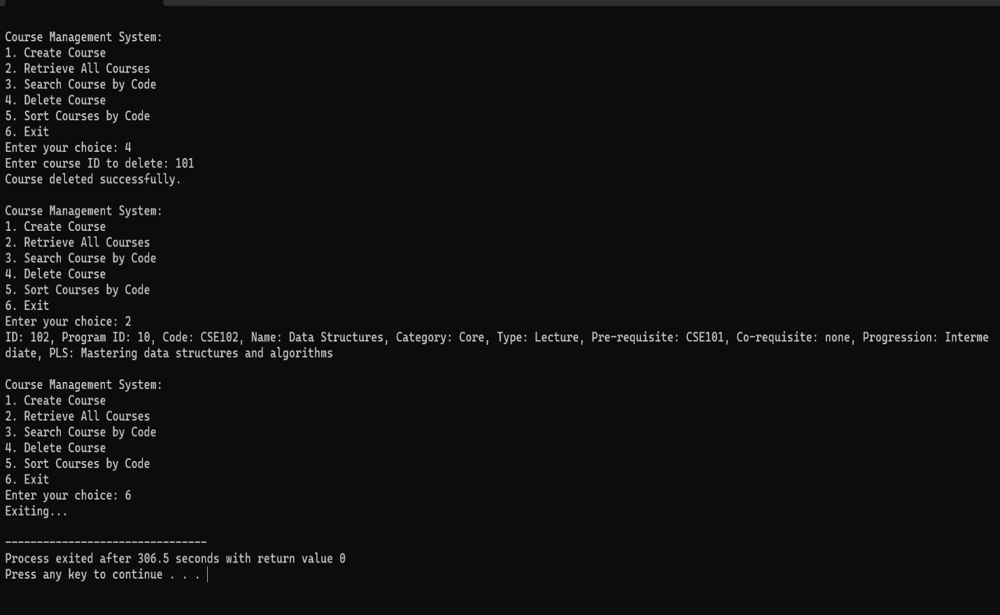 Course Management System:
1. Create Course
2. Retrieve All Courses
3. Search Course by Code
4. Delete Course
5. Sort Courses by Code
6. Exit
Enter your choice: 4
Enter course ID to delete: 101
Course deleted successfully.

Course Management System:
1. Create Course
2. Retrieve All Courses
3. Search Course by Code
4. Delete Course
5. Sort Courses by Code
6. Exit
Enter your choice: 2
ID: 102, Program ID: 10, Code: CSE102, Name: Data Structures, Category: Core, Type: Lecture, Pre-requisite: CSE101, Co-requisite: none, Progression: Interme
diate, PLS: Mastering data structures and algorithms

Course Management System:
1. Create Course
2. Retrieve All Courses
3. Search Course by Code
4. Delete Course
5. Sort Courses by Code
6. Exit
Enter your choice: 6
Exiting...

--------------------------------
Process exited after 306.5 seconds with return value 0
Press any key to continue . . .